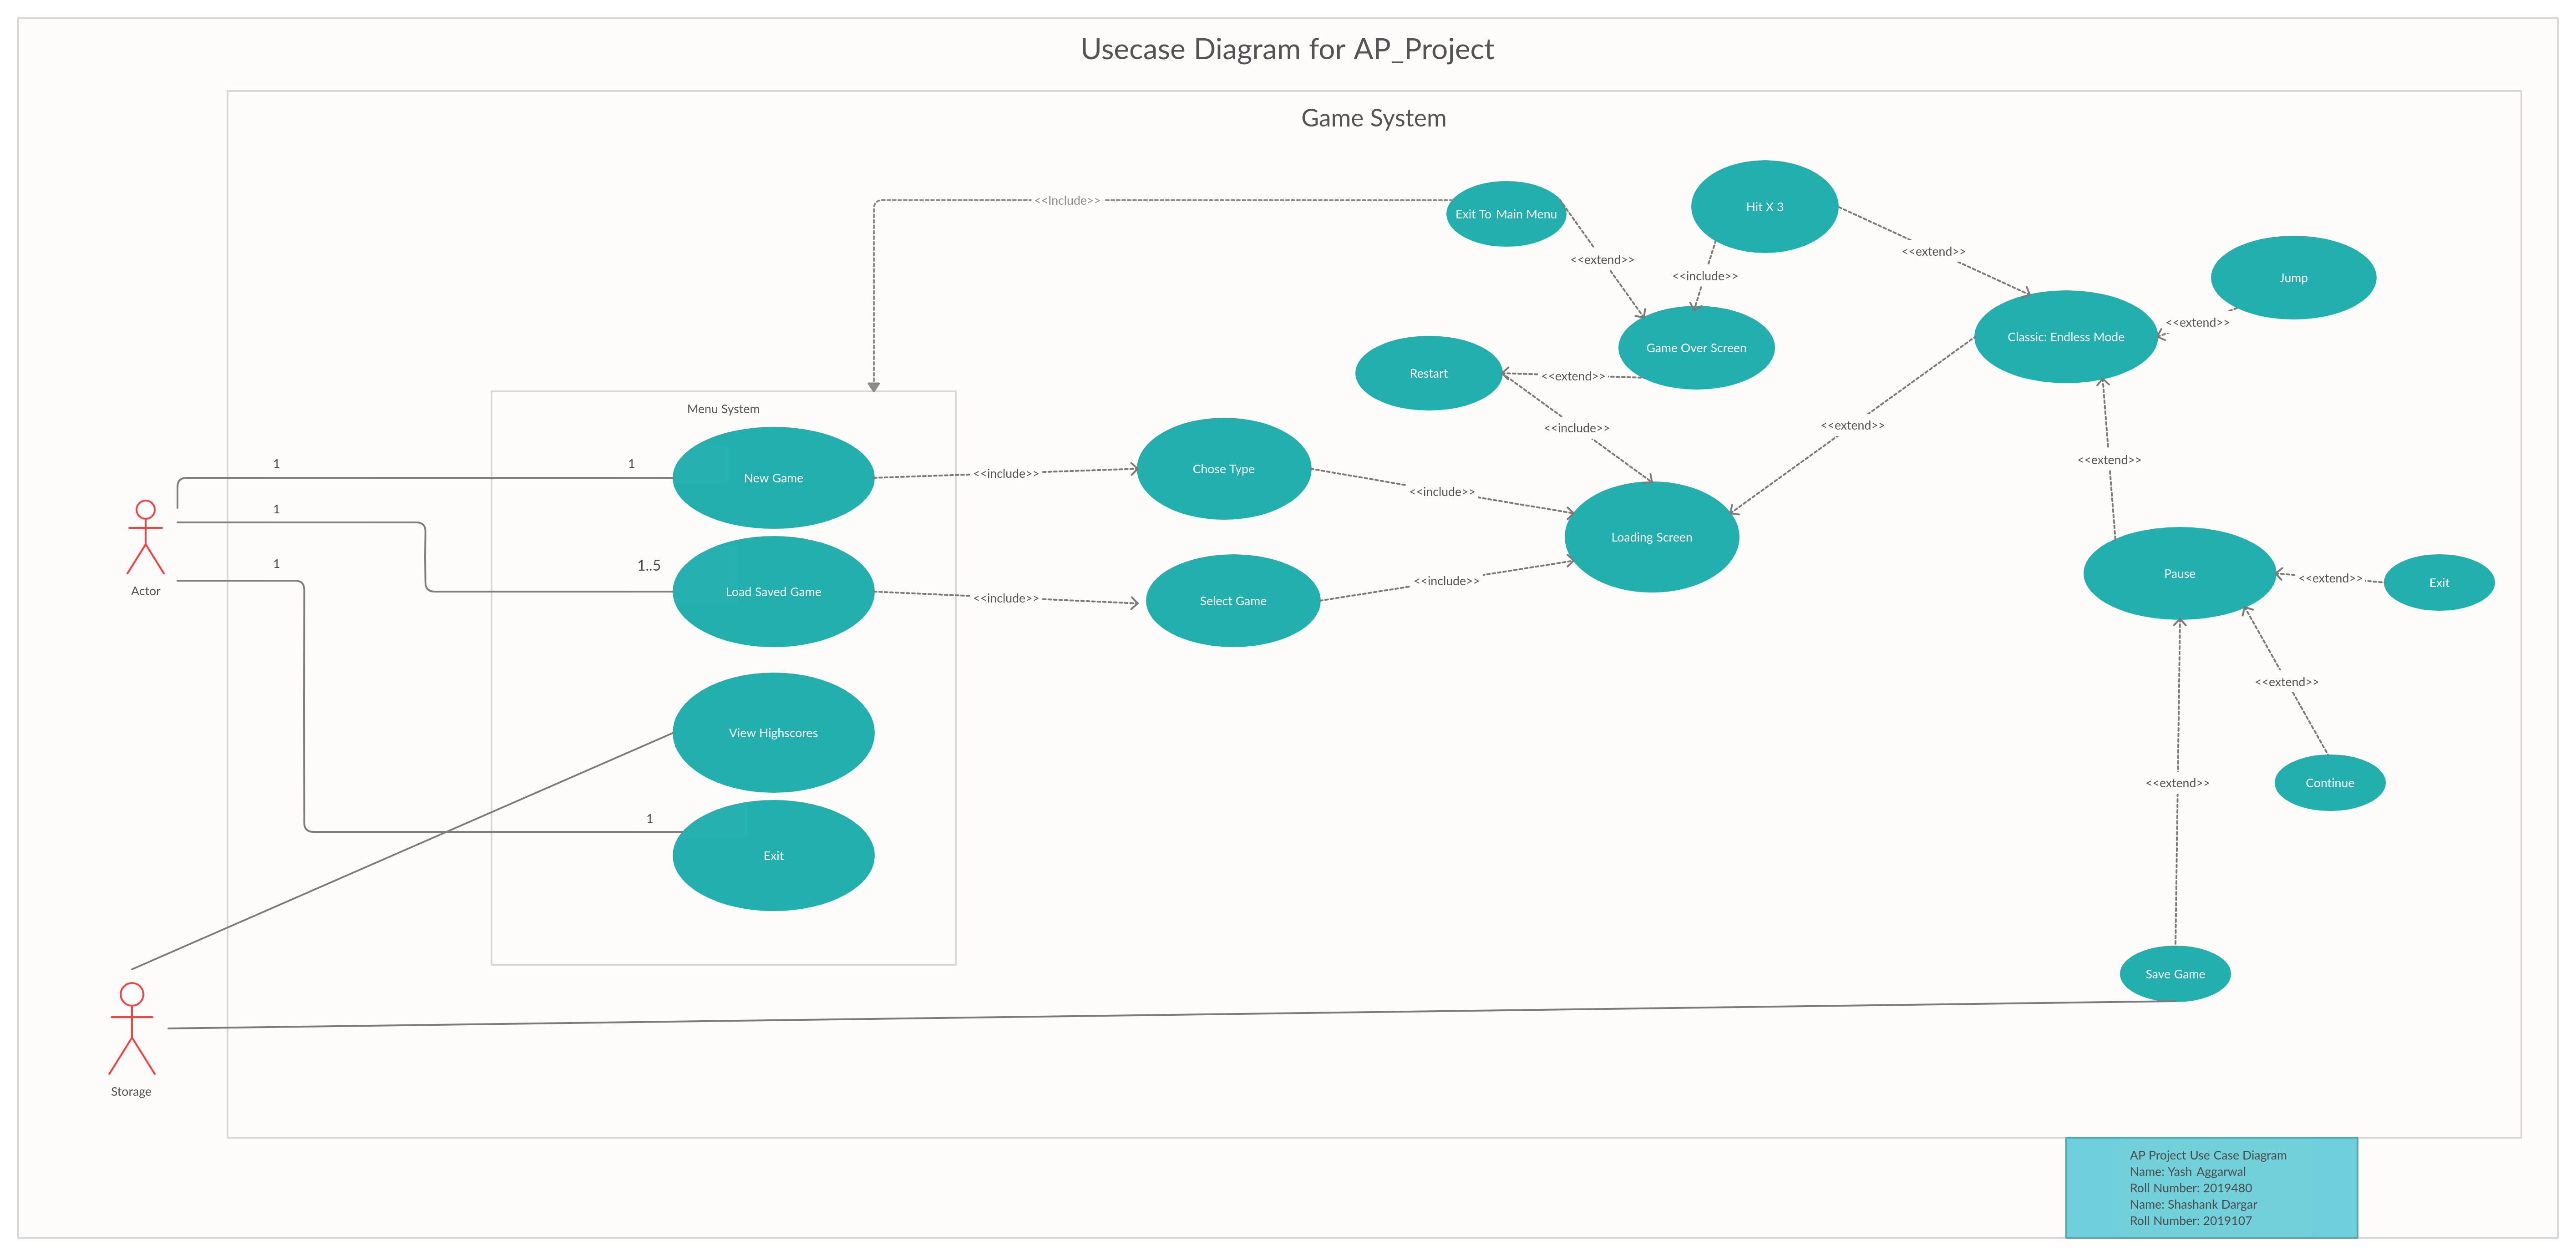 Usecase Diagram for AP_Project
Game System
<<Include>>
Exit To Main Menu
Hit X 3
<<extend>>
<<extend>>
<<include>>
Jump
<<extend>>
Classic: Endless Mode
Game Over Screen
Restart
<<extend>>
Menu System
<<include>>
<<extend>>
<<extend>>
1
1
New Game
<<include>>
Chose Type
<<include>>
1
Loading Screen
1
1..5
Load Saved Game
<<include>>
Select Game
<<include>>
Pause
<<extend>>
Exit
Actor
<<extend>>
View Highscores
<<extend>>
Continue
1
Exit
Save Game
Storage
AP Project Use Case Diagram
Name: Yash Aggarwal
Roll Number: 2019480
Name: Shashank Dargar
Roll Number: 2019107